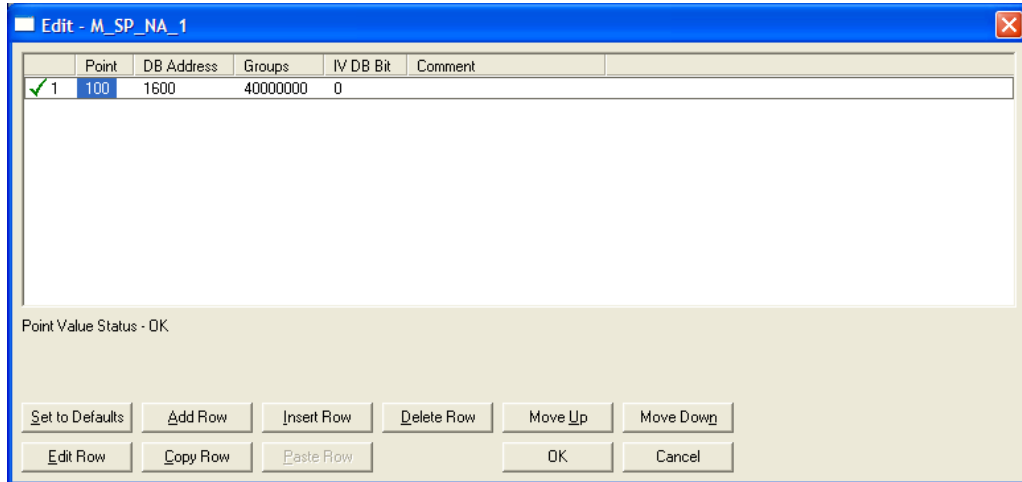 Edit - M_SP_NA_1
Point DB Address Groups IV DB Bit Comment
1 100 1600 40000000 0
Point Value Status - OK
Set to Defaults Add Row Insert Row Delete Row Move Up Move Down
Edit Row Copy Row Paste Row OK Cancel